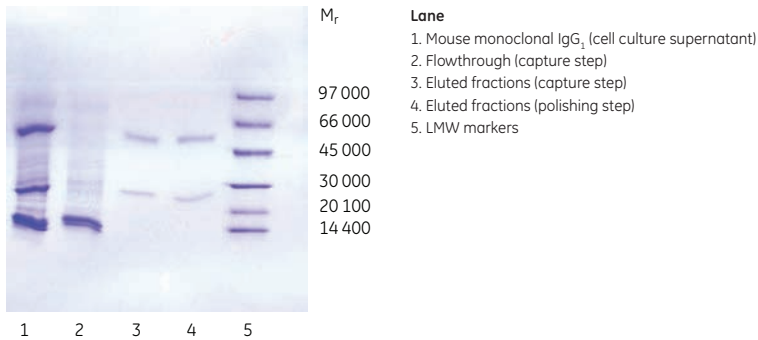 M_r
97 000
66 000
45 000
30 000
20 100
14 400
1 2 3 4 5
Lane
1. Mouse monoclonal IgG₁ (cell culture supernatant)
2. Flowthrough (capture step)
3. Eluted fractions (capture step)
4. Eluted fractions (polishing step)
5. LMW markers